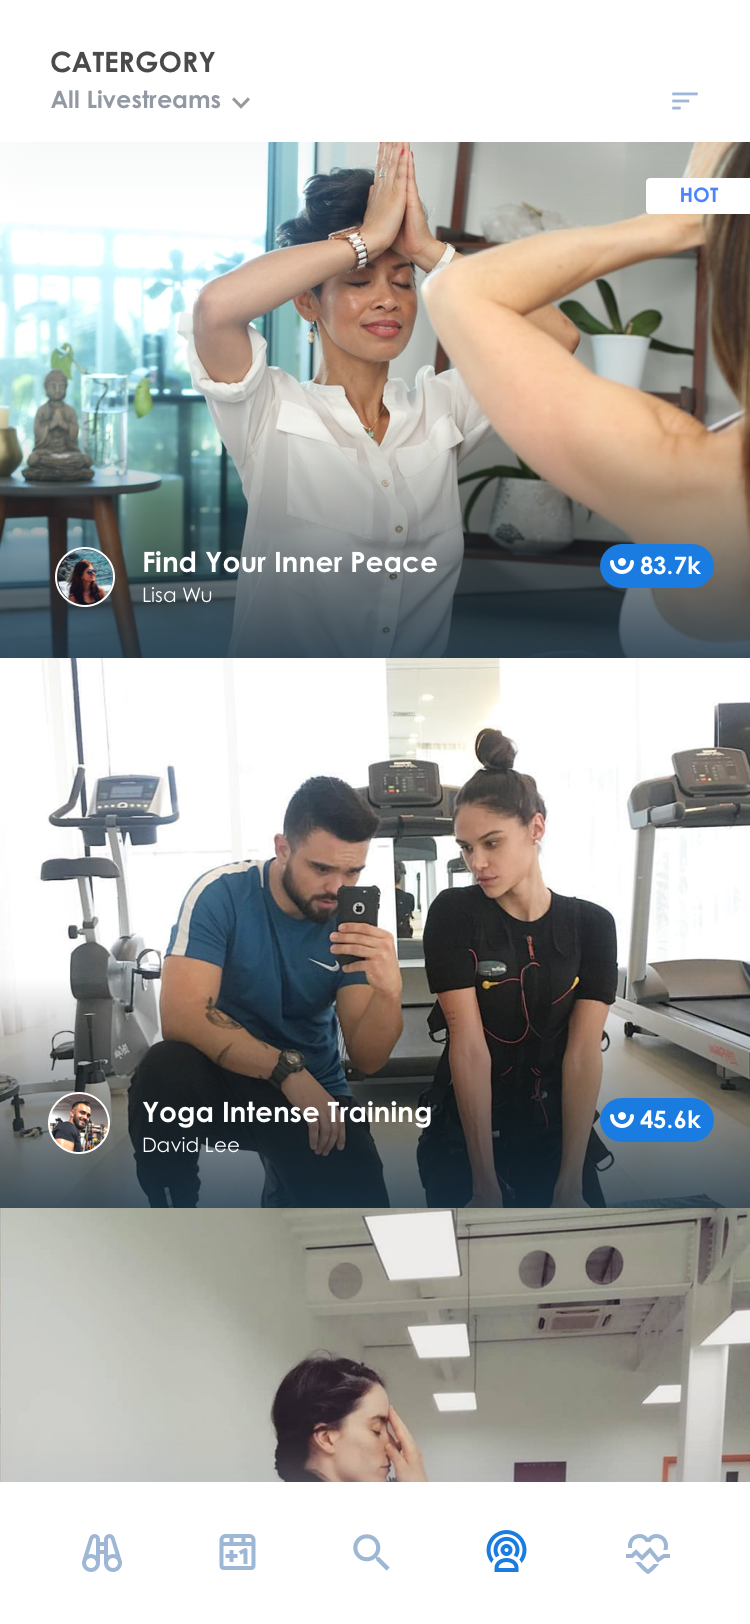 CATERGORY
All Livestreams
HOT
Find Your Inner Peace
Lisa Wu
83.7k
Yoga Intense Training
David Lee
45.6k
+1